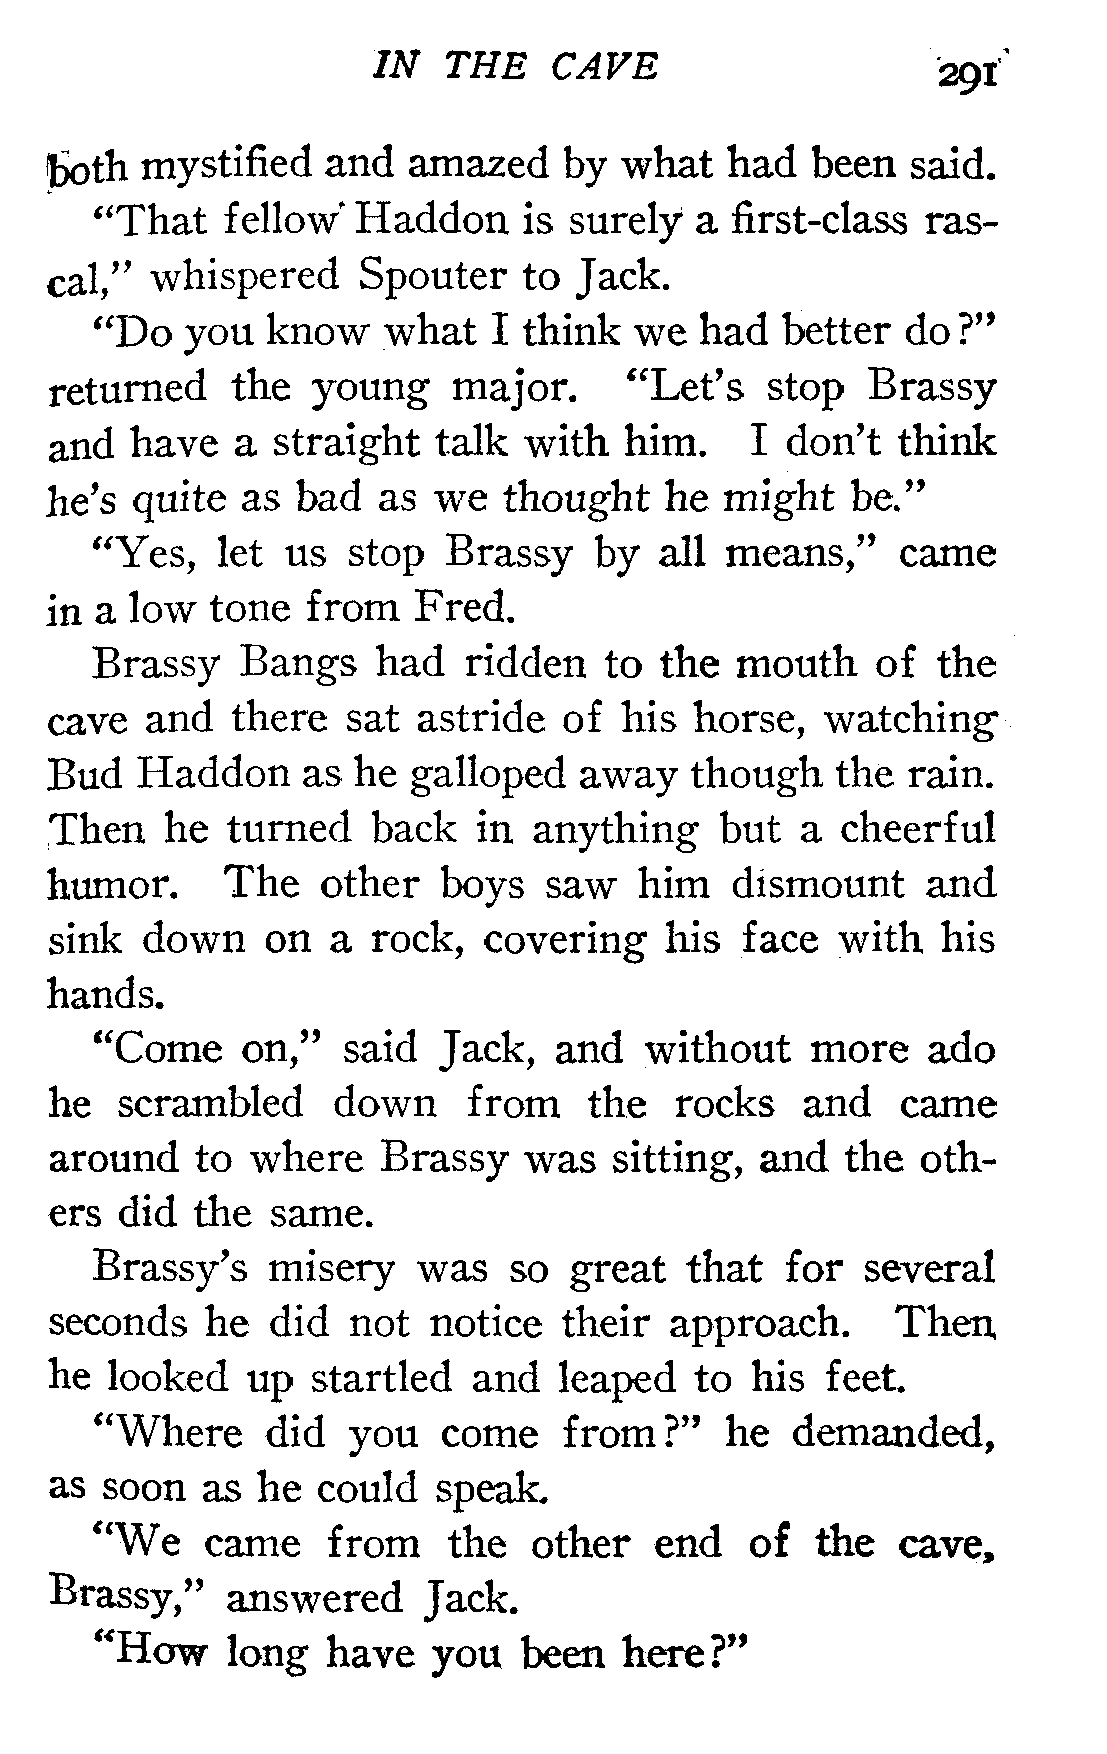 IN THE CAVE 291
both mystified and amazed by what had been said.
“That fellow Haddon is surely a first-class ras-
cal,” whispered Spouter to Jack.
“Do you know what I think we had better do?”
returned the young major. “Let’s stop Brassy
and have a straight talk with him. I don’t think
he’s quite as bad as we thought he might be.”
“Yes, let us stop Brassy by all means,” came
in a low tone from Fred.
Brassy Bangs had ridden to the mouth of the
cave and there sat astride of his horse, watching
Bud Haddon as he galloped away though the rain.
Then he turned back in anything but a cheerful
humor. The other boys saw him dismount and
sink down on a rock, covering his face with his
hands.
“Come on,” said Jack, and without more ado
he scrambled down from the rocks and came
around to where Brassy was sitting, and the oth-
ers did the same.
Brassy’s misery was so great that for several
seconds he did not notice their approach. Then
he looked up startled and leaped to his feet.
“Where did you come from?” he demanded,
as soon as he could speak.
“We came from the other end of the cave,
Brassy,” answered Jack.
“How long have you been here?”